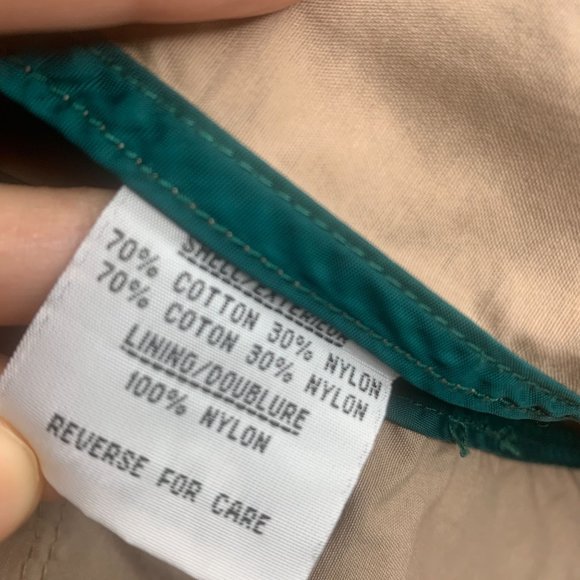 SHELL/EXTERIEUR
70% COTTON 30% NYLON
70% COTON 30% NYLON
LINING/DOUBLURE
100% NYLON
REVERSE FOR CARE